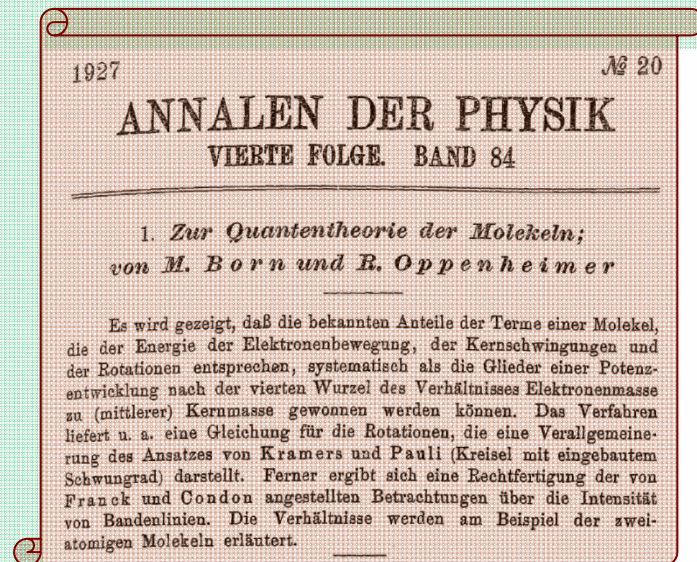 1927 № 20
ANNALEN DER PHYSIK
VIERTE FOLGE. BAND 84
1. Zur Quantentheorie der Molekeln;
von M. Born und R. Oppenheimer
Es wird gezeigt, daß die bekannten Anteile der Terme einer Molekel,
die der Energie der Elektronenbewegung, der Kernschwingungen und
der Rotationen entsprechen, systematisch als die Glieder einer Potenz-
entwicklung nach der vierten Wurzel des Verhältnisses Elektronenmasse
zu (mittlerer) Kernmasse gewonnen werden können. Das Verfahren
liefert u. a. eine Gleichung für die Rotationen, die eine Verallgemeine-
rung des Ansatzes von Kramers und Pauli (Kreisel mit eingebautem
Schwungrad) darstellt. Ferner ergibt sich eine Rechtfertigung der von
Franck und Condon angestellten Betrachtungen über die Intensität
von Bandenlinien. Die Verhältnisse werden am Beispiel der zwei-
atomigen Molekeln erläutert.